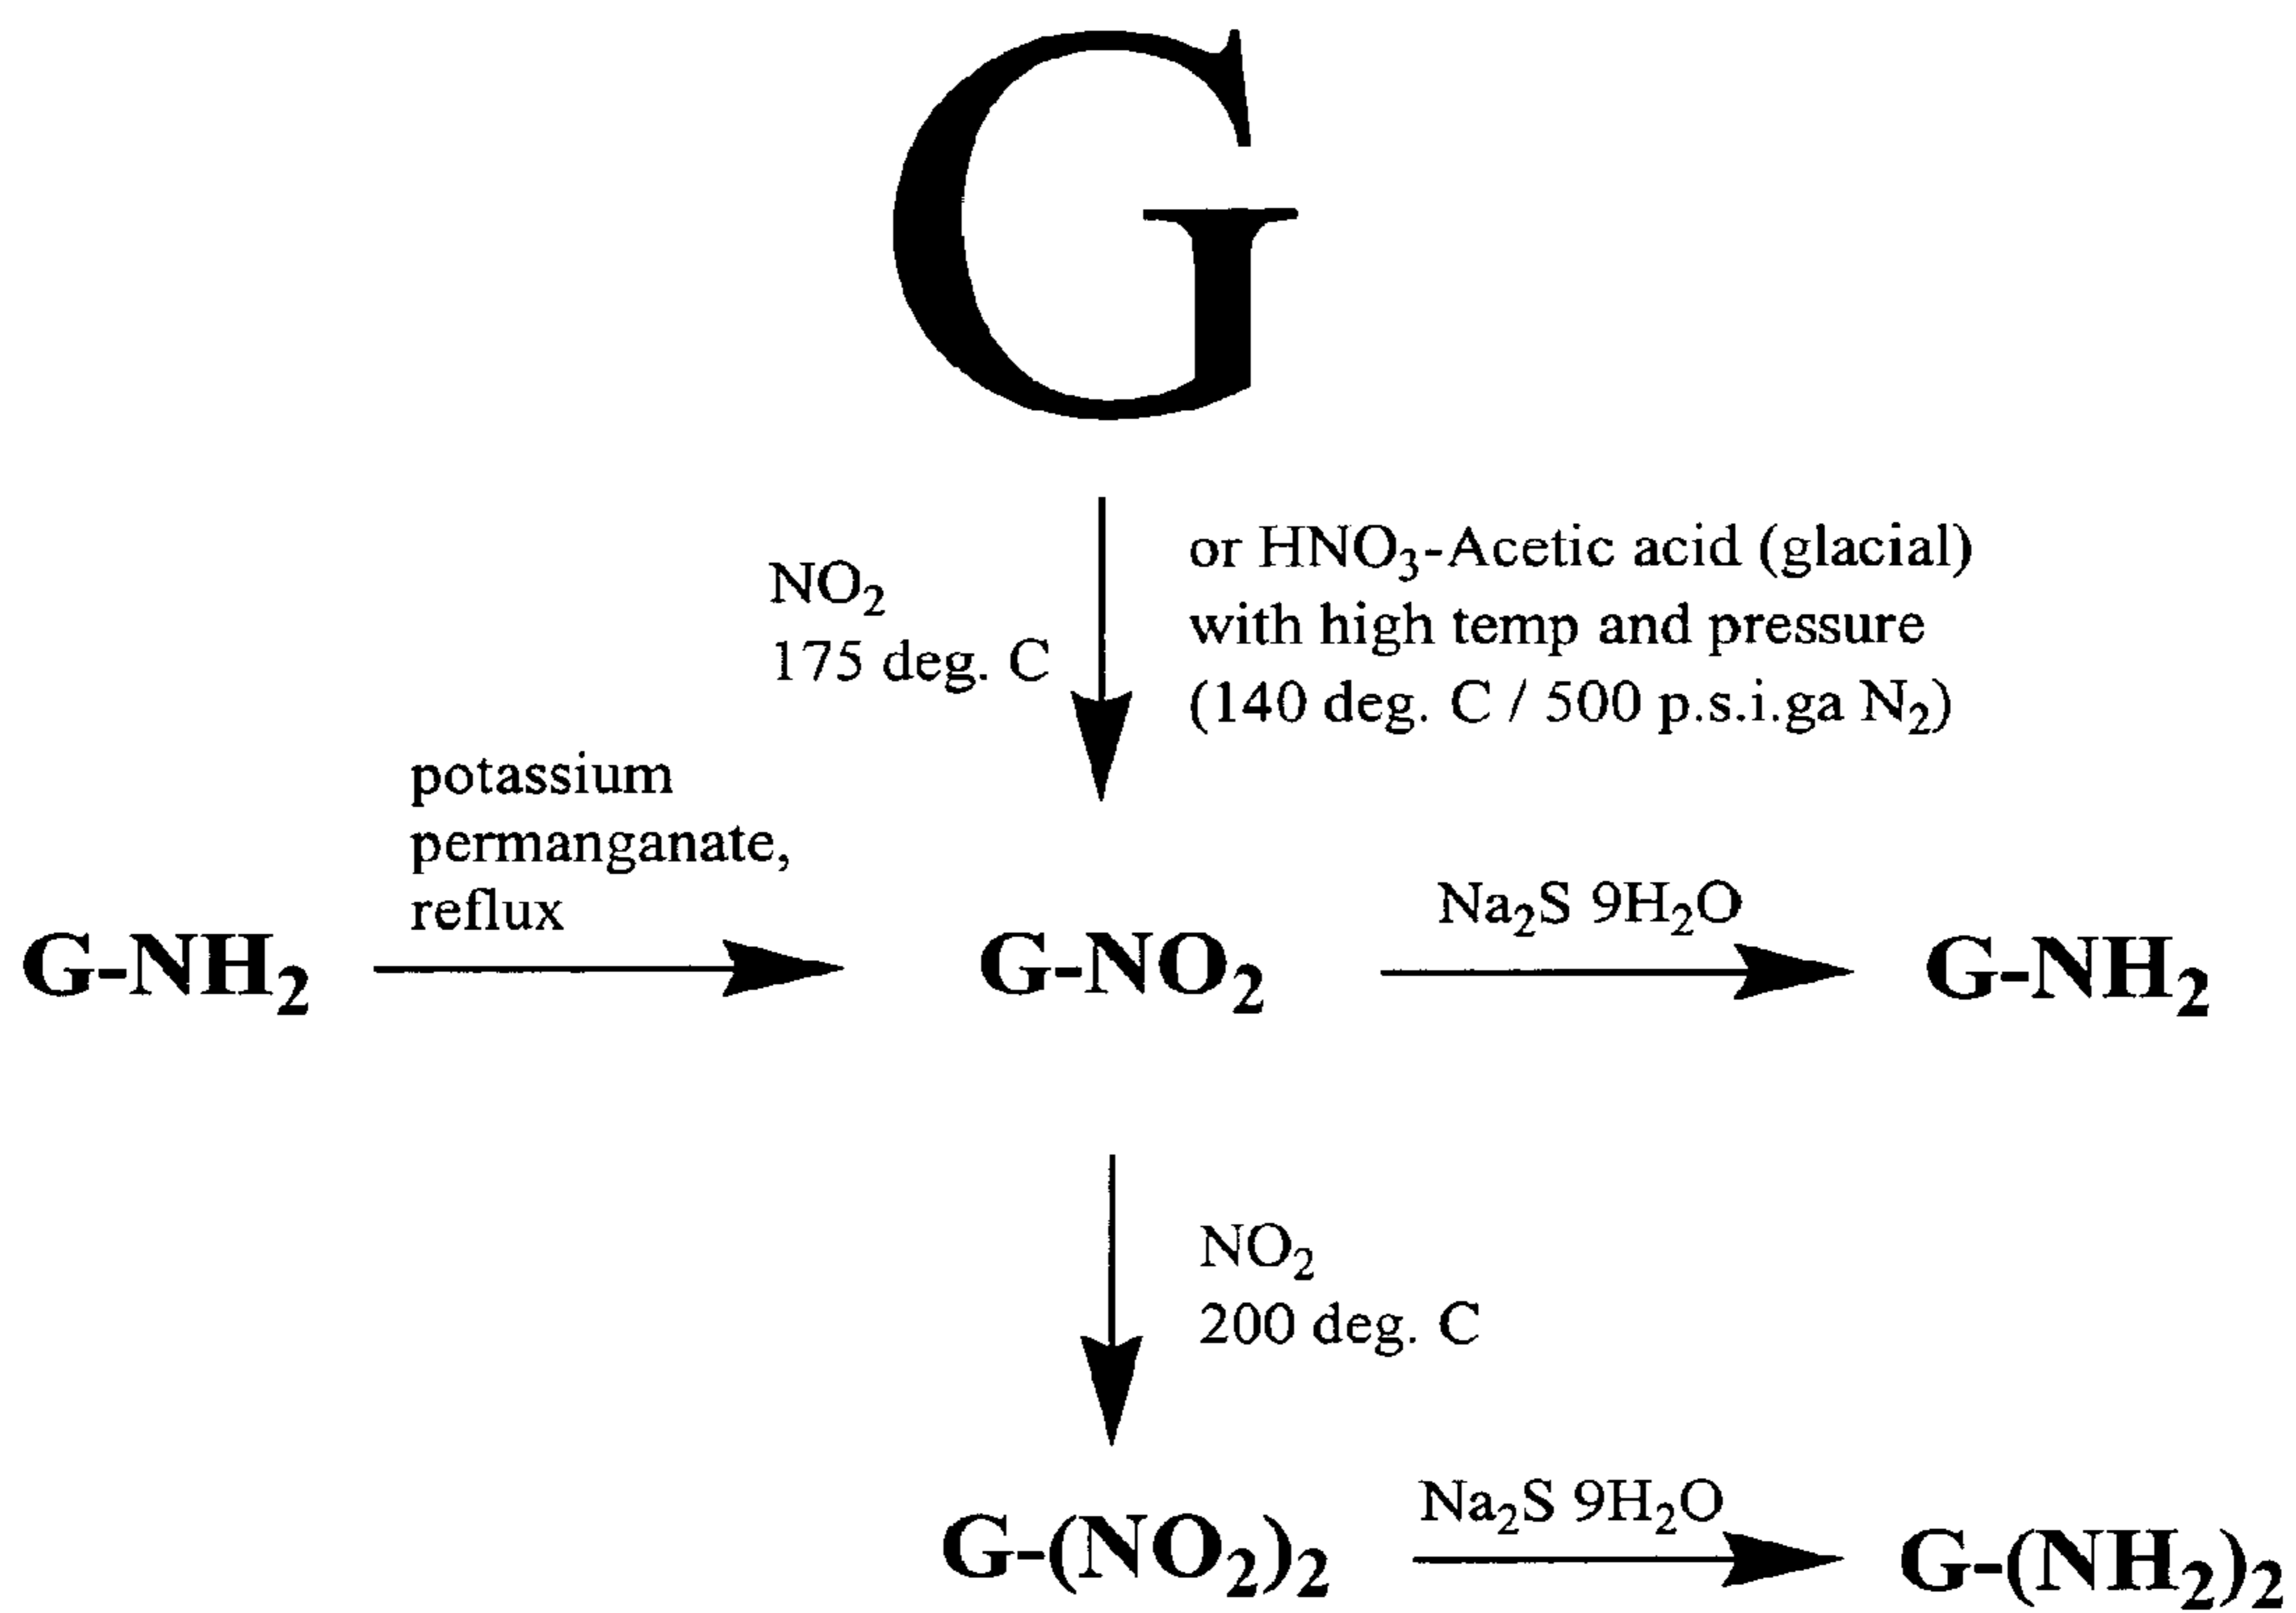 G
NO₂
175 deg. C
or HNO₃-Acetic acid (glacial)
with high temp and pressure
(140 deg. C / 500 p.s.i.ga N₂)
potassium
permanganate,
reflux
G-NH₂
G-NO₂
Na₂S 9H₂O
G-NH₂
NO₂
200 deg. C
G-(NO₂)₂
Na₂S 9H₂O
G-(NH₂)₂